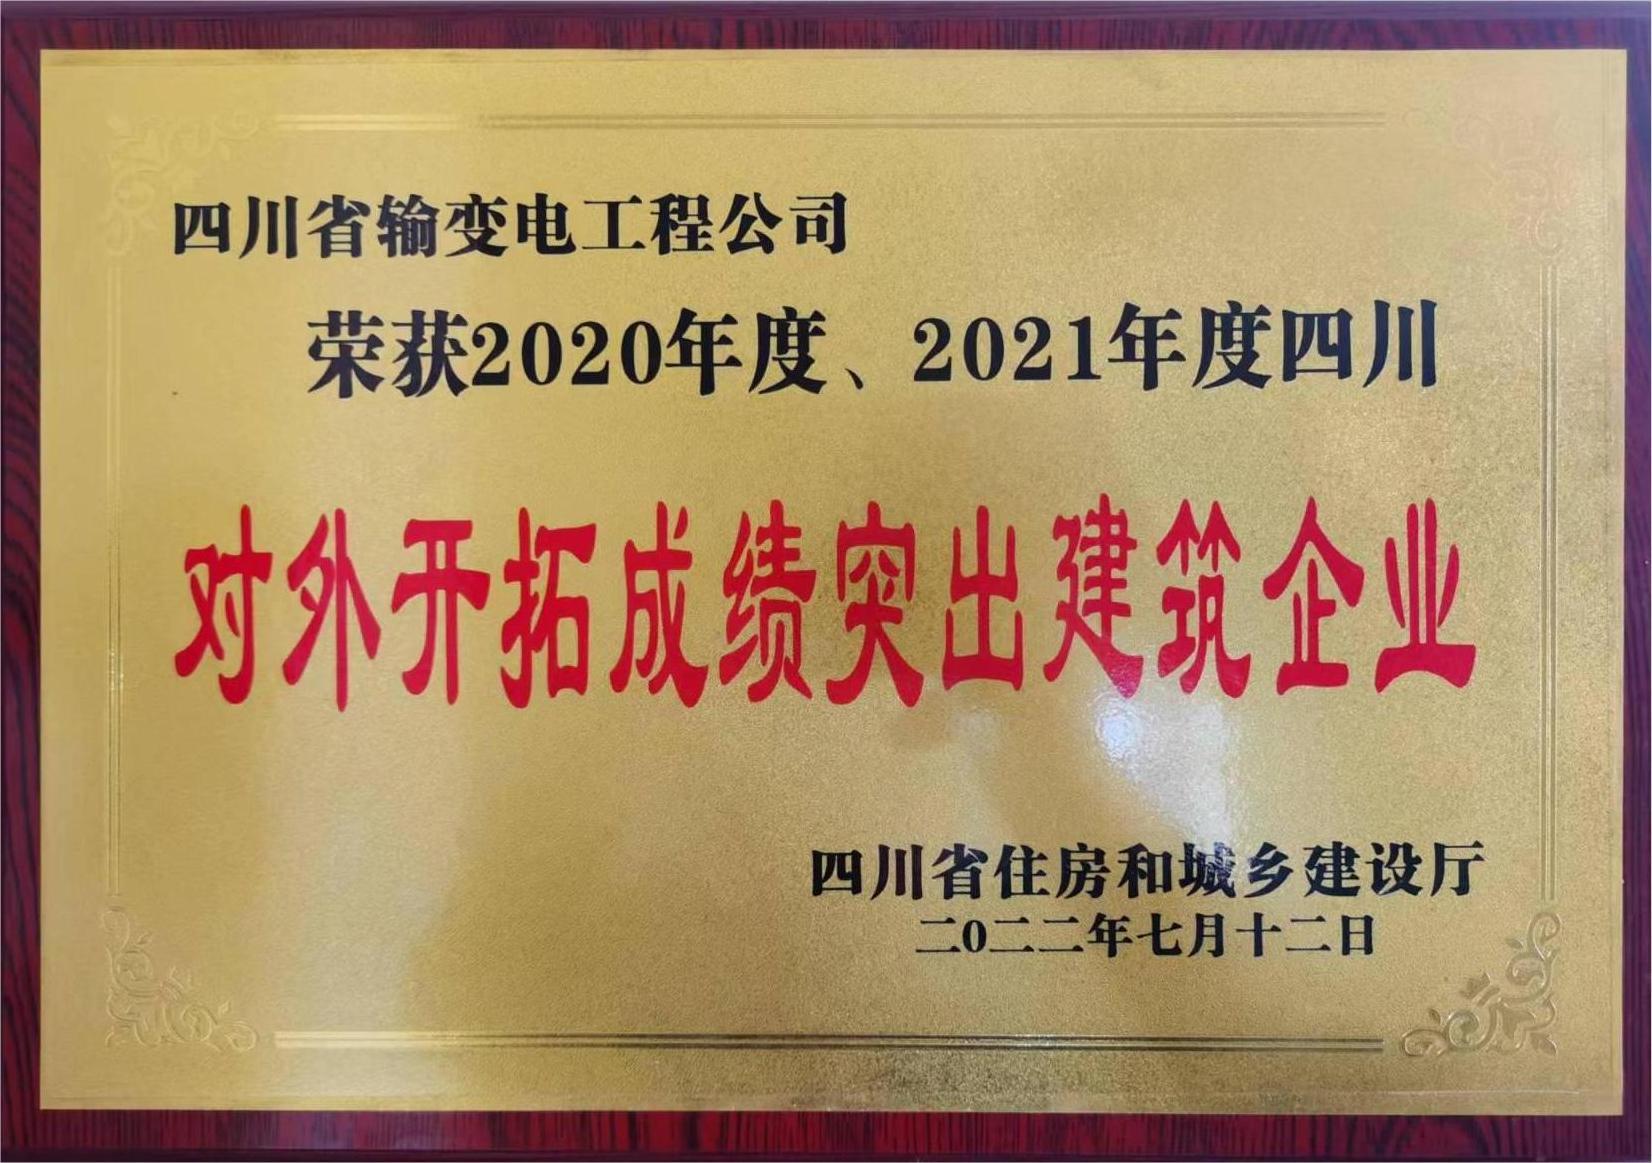 四川省输变电工程公司
荣获2020年度、2021年度四川
对外开拓成绩突出建筑企业
四川省住房和城乡建设厅
二0二二年七月十二日